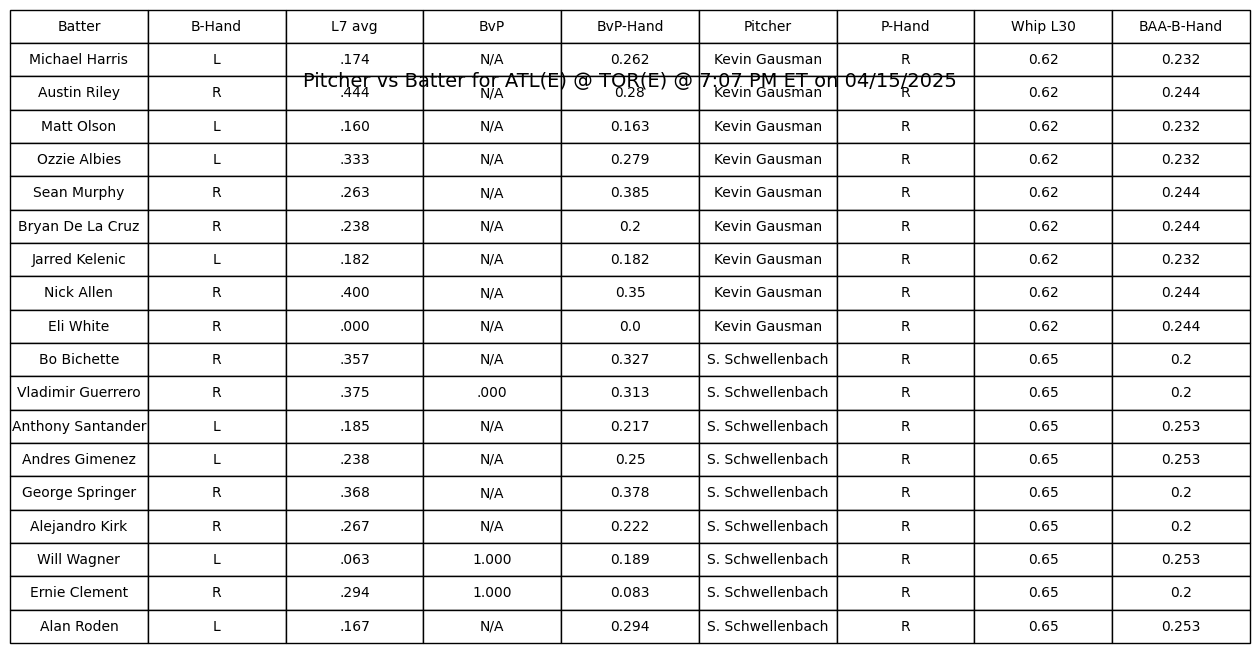 Batter B-Hand L7 avg BvP BvP-Hand Pitcher P-Hand Whip L30 BAA-B-Hand
Michael Harris L .174 N/A 0.262 Kevin Gausman R 0.62 0.232
Pitcher vs Batter for ATL(E) @ TOR(E) @ 7:07 PM ET on 04/15/2025
Austin Riley R .444 N/A 0.28 Kevin Gausman R 0.62 0.244
Matt Olson L .160 N/A 0.163 Kevin Gausman R 0.62 0.232
Ozzie Albies L .333 N/A 0.279 Kevin Gausman R 0.62 0.232
Sean Murphy R .263 N/A 0.385 Kevin Gausman R 0.62 0.244
Bryan De La Cruz R .238 N/A 0.2 Kevin Gausman R 0.62 0.244
Jarred Kelenic L .182 N/A 0.182 Kevin Gausman R 0.62 0.232
Nick Allen R .400 N/A 0.35 Kevin Gausman R 0.62 0.244
Eli White R .000 N/A 0.0 Kevin Gausman R 0.62 0.244
Bo Bichette R .357 N/A 0.327 S. Schwellenbach R 0.65 0.2
Vladimir Guerrero R .375 .000 0.313 S. Schwellenbach R 0.65 0.2
Anthony Santander L .185 N/A 0.217 S. Schwellenbach R 0.65 0.253
Andres Gimenez L .238 N/A 0.25 S. Schwellenbach R 0.65 0.253
George Springer R .368 N/A 0.378 S. Schwellenbach R 0.65 0.2
Alejandro Kirk R .267 N/A 0.222 S. Schwellenbach R 0.65 0.2
Will Wagner L .063 1.000 0.189 S. Schwellenbach R 0.65 0.253
Ernie Clement R .294 1.000 0.083 S. Schwellenbach R 0.65 0.2
Alan Roden L .167 N/A 0.294 S. Schwellenbach R 0.65 0.253